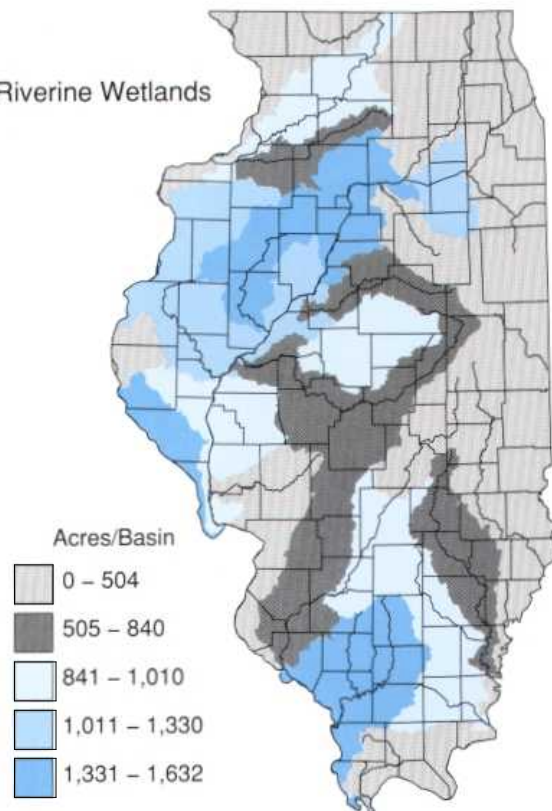 Riverine Wetlands
Acres/Basin
0 – 504
505 – 840
841 – 1,010
1,011 – 1,330
1,331 – 1,632